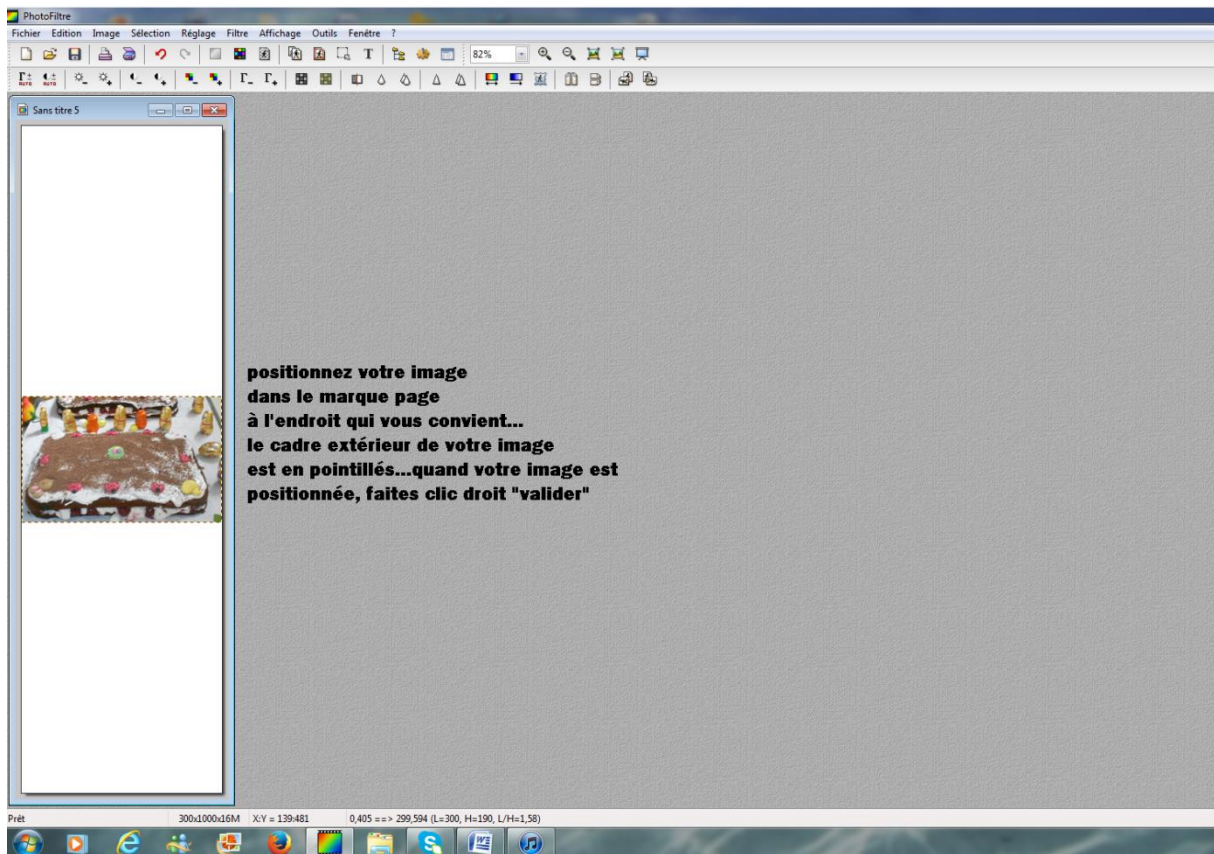 PhotoFiltre
Fichier Edition Image Sélection Réglage Filtre Affichage Outils Fenêtre ?
T 82%
AUTO AUTO
Sans titre 5
positionnez votre image
dans le marque page
à l'endroit qui vous convient...
le cadre extérieur de votre image
est en pointillés...quand votre image est
positionnée, faites clic droit "valider"
Prêt 300x1000x16M X:Y = 139:481 0,405 ==> 299,594 (L=300, H=190, L/H=1,58)